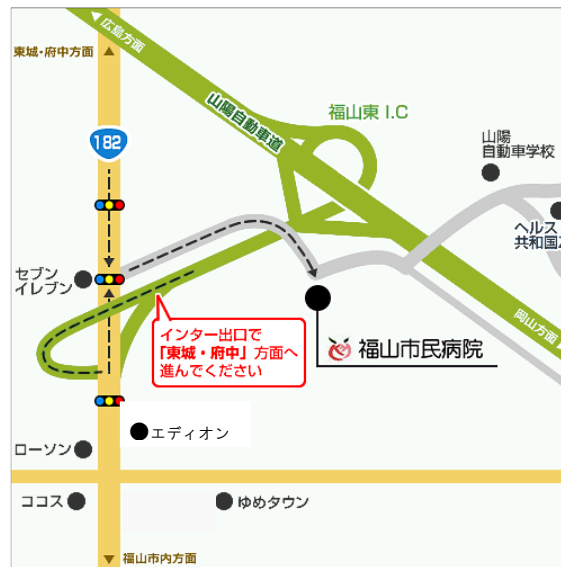 広島方面
東城・府中方面
山陽自動車道
福山東 I.C
182
山陽
自動車学校
ヘルス
共和国
セブン
イレブン
岡山方面
インター出口で
「東城・府中」方面へ
進んでください
福山市民病院
エディオン
ローソン
ココス
ゆめタウン
福山市内方面